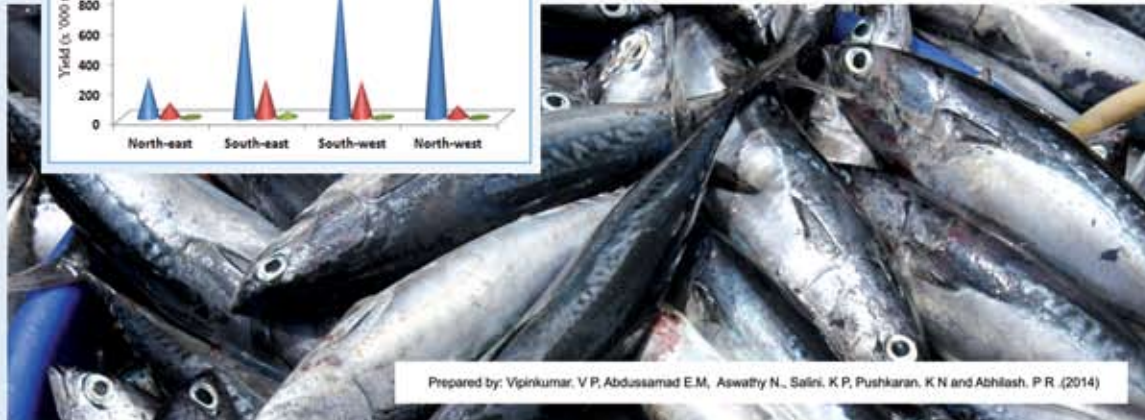 800
600
400
200
0
Yield (x '000
North-east South-east South-west North-west
Prepared by: Vipinkumar. V P, Abdussamad E.M, Aswathy N., Salini. K P, Pushkaran. K N and Abhilash. P R .(2014)